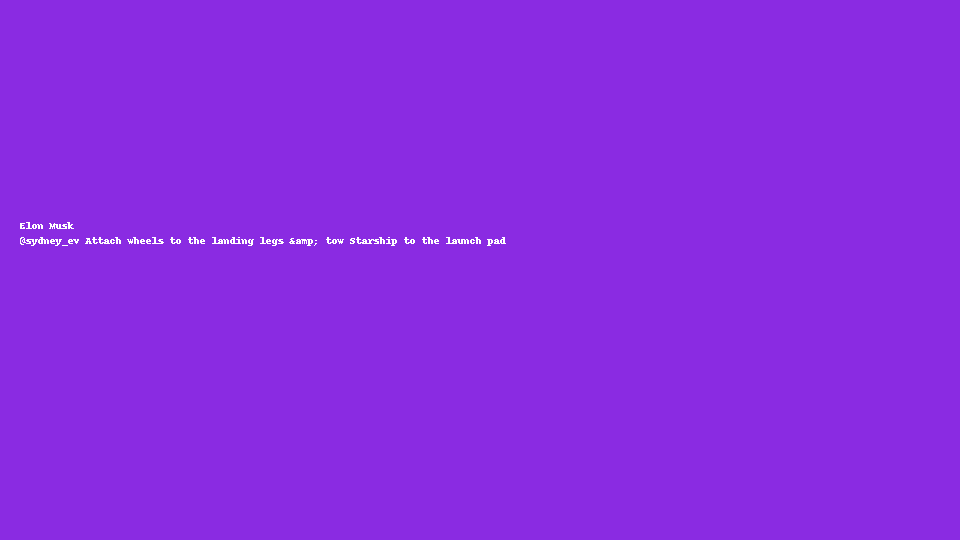 Elon Musk
@sydney_ev Attach wheels to the landing legs &amp; tow Starship to the launch pad